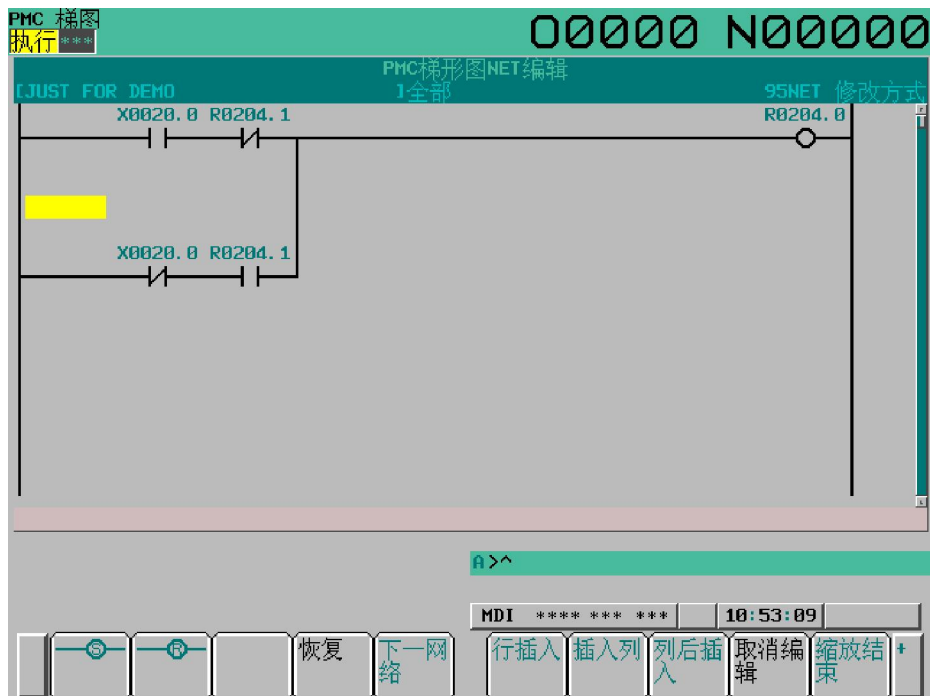 PMC 梯图
执行*** O0000 N00000
PMC梯形图NET编辑
[JUST FOR DEMO ]全部 95NET 修改方式
X0020.0 R0204.1 R0204.0
X0020.0 R0204.1
A>^
MDI **** *** *** 10:53:09
S R 恢复 下一网络 行插入 插入列 列后插入 取消编辑 缩放结束 +